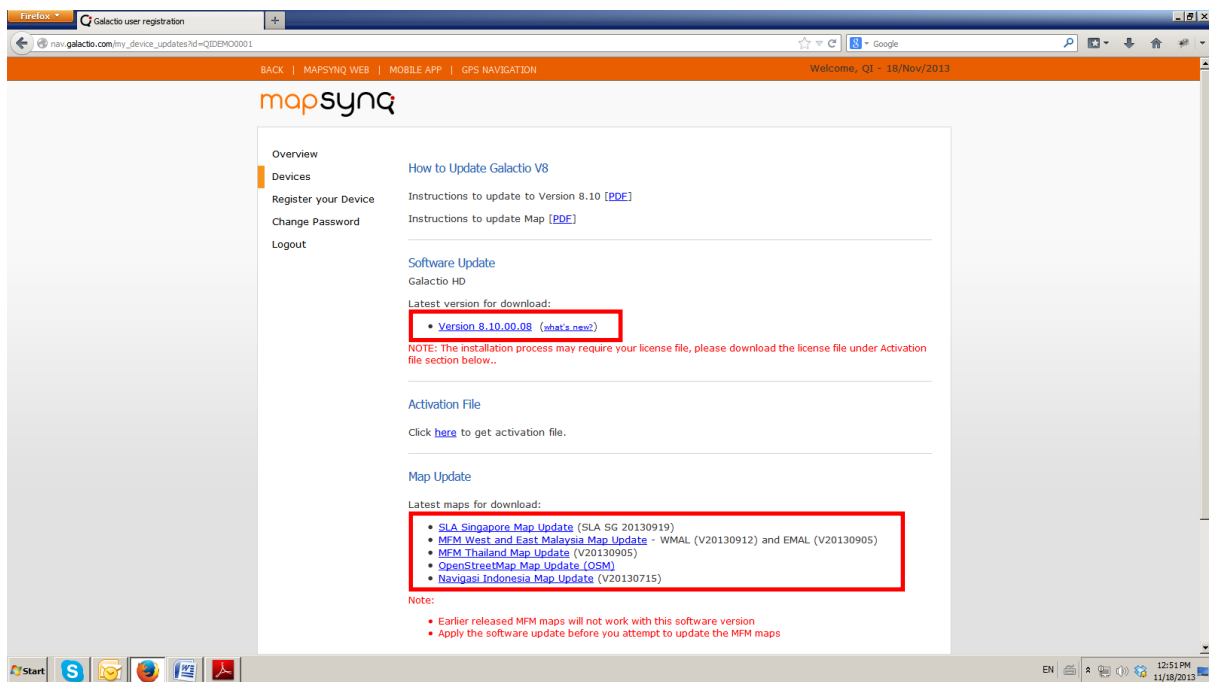 Firefox
Galactio user registration
nav.galactio.com/my_device_updates?id=QIDEMO0001
Google
BACK | MAPSYNQ WEB | MOBILE APP | GPS NAVIGATION
Welcome, QI - 18/Nov/2013
mapsynq
Overview
Devices
Register your Device
Change Password
Logout
How to Update Galactio V8
Instructions to update to Version 8.10 [PDF]
Instructions to update Map [PDF]
Software Update
Galactio HD
Latest version for download:
• Version 8.10.00.08 (what's new?)
NOTE: The installation process may require your license file, please download the license file under Activation
file section below..
Activation File
Click here to get activation file.
Map Update
Latest maps for download:
• SLA Singapore Map Update (SLA SG 20130919)
• MFM West and East Malaysia Map Update - WMAL (V20130912) and EMAL (V20130905)
• MFM Thailand Map Update (V20130905)
• OpenStreetMap Map Update (OSM)
• Navigasi Indonesia Map Update (V20130715)
Note:
• Earlier released MFM maps will not work with this software version
• Apply the software update before you attempt to update the MFM maps
Start
EN
12:51 PM
11/18/2013